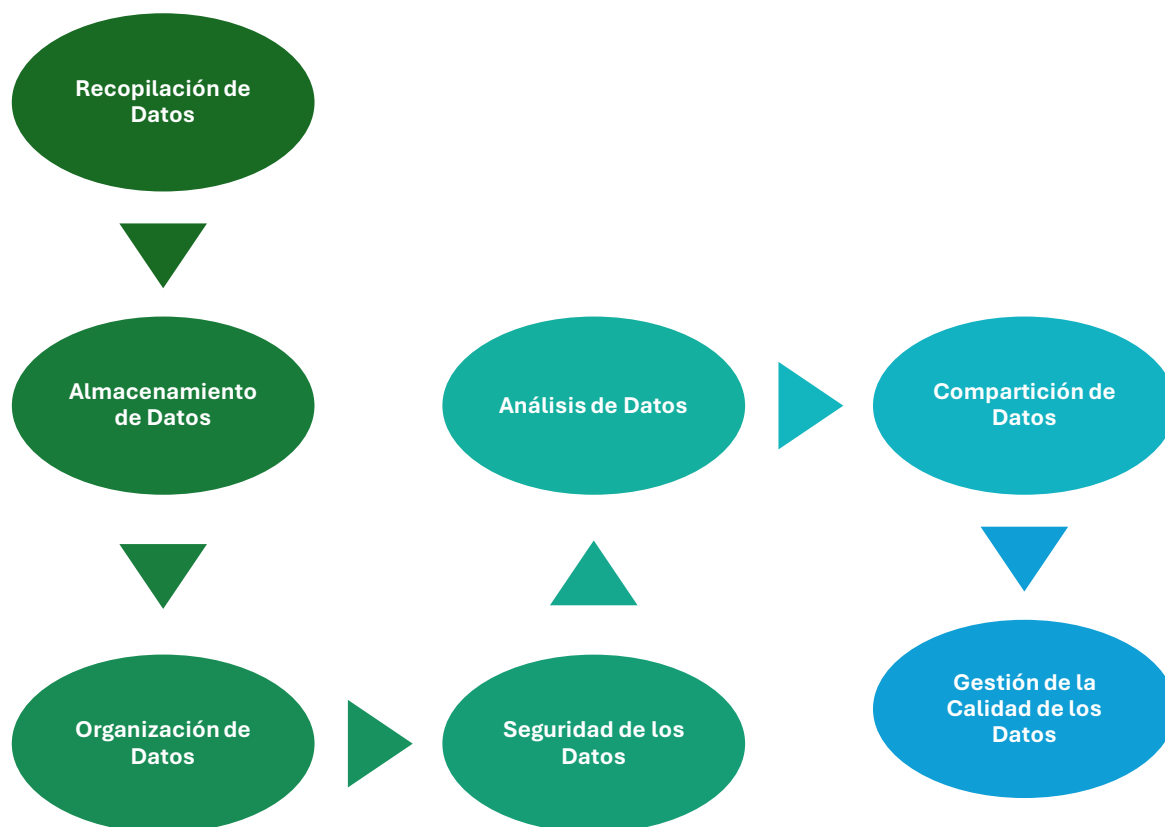 Recopilación de
Datos
Almacenamiento
de Datos
Organización de
Datos
Seguridad de los
Datos
Análisis de Datos
Compartición de
Datos
Gestión de la
Calidad de los
Datos